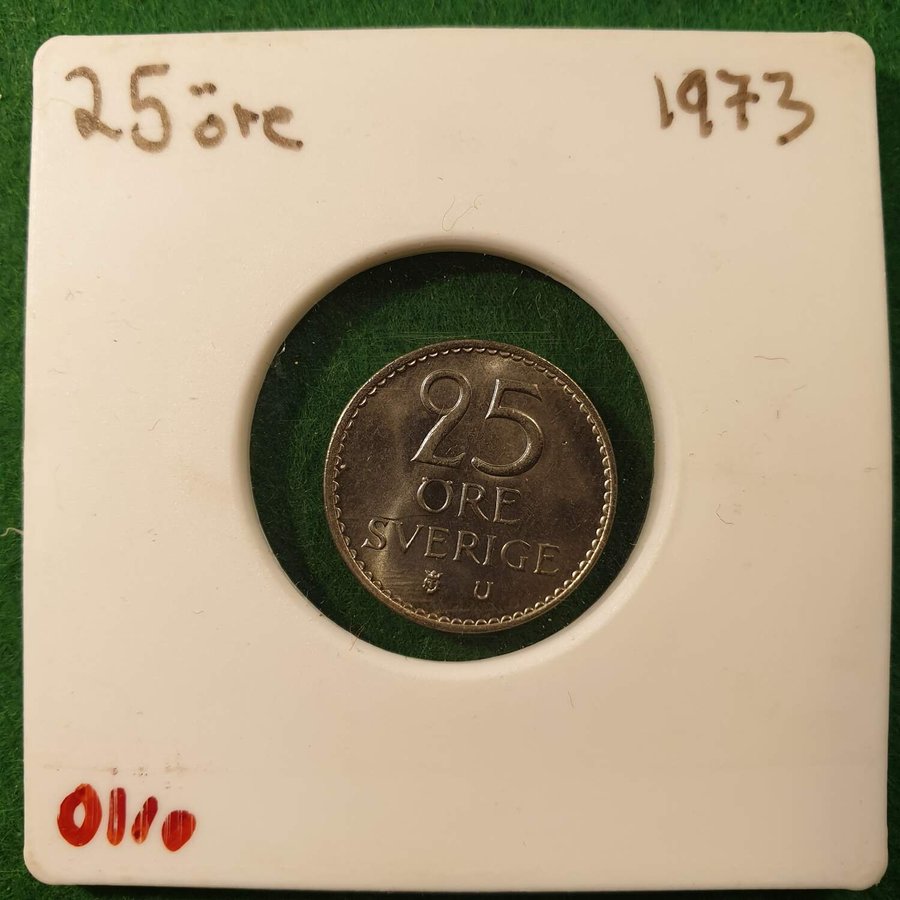 25 öre 1973
25
ÖRE
SVERIGE
U
01/0